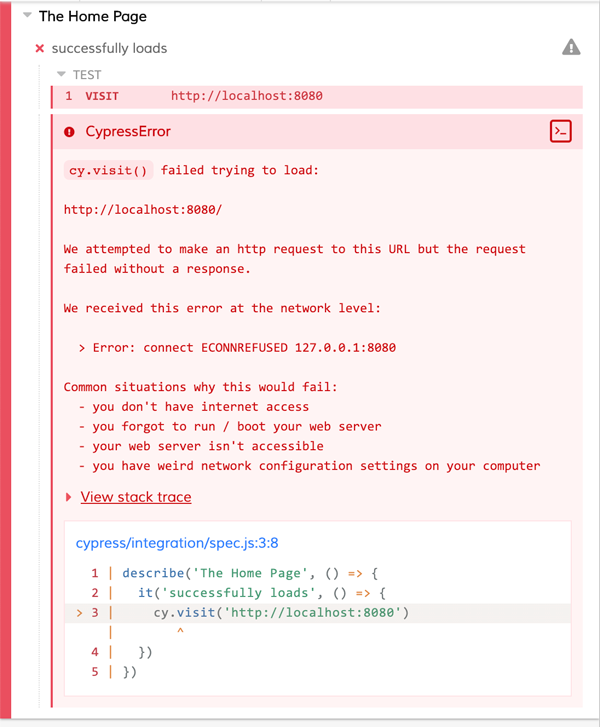 The Home Page
successfully loads
TEST
1 VISIT http://localhost:8080
CypressError
>_
cy.visit() failed trying to load:
http://localhost:8080/
We attempted to make an http request to this URL but the request
failed without a response.
We received this error at the network level:
> Error: connect ECONNREFUSED 127.0.0.1:8080
Common situations why this would fail:
- you don't have internet access
- you forgot to run / boot your web server
- your web server isn't accessible
- you have weird network configuration settings on your computer
View stack trace
cypress/integration/spec.js:3:8
1 | describe('The Home Page', () => {
2 | it('successfully loads', () => {
> 3 | cy.visit('http://localhost:8080')
| ^
4 | })
5 | })